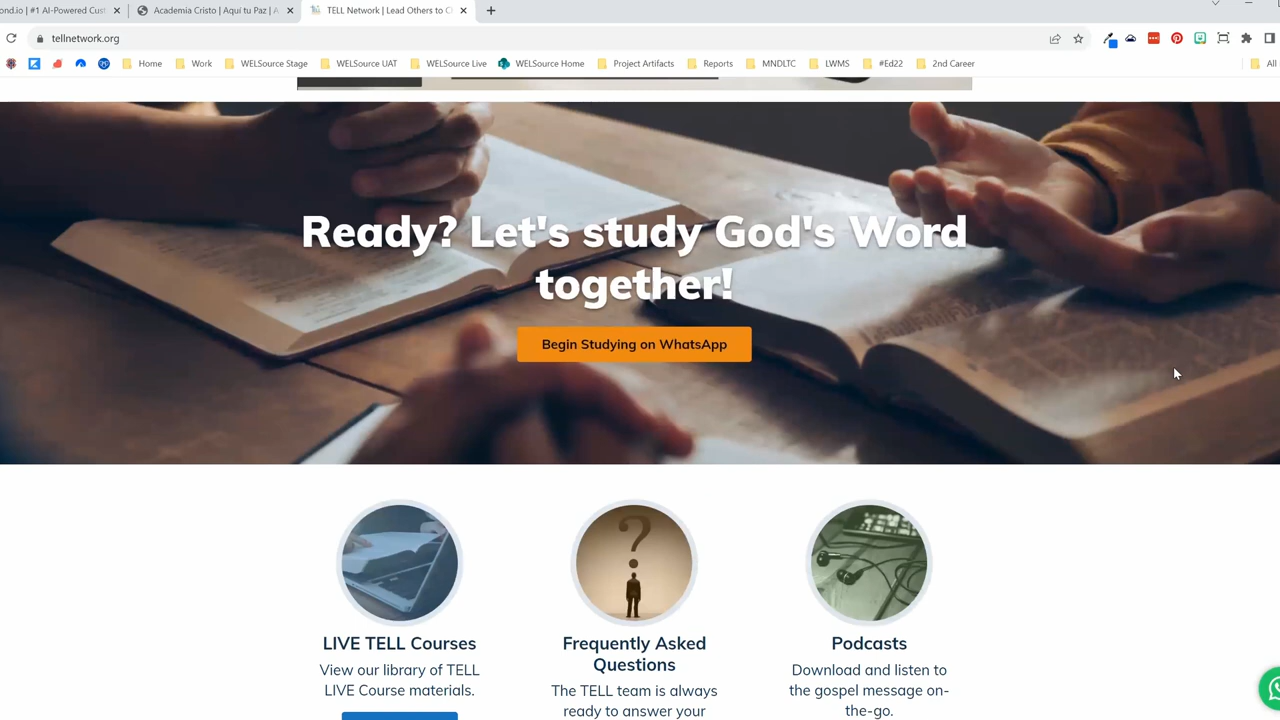 ond.io | #1 AI-Powered Cust
Academia Cristo | Aquí tu Paz | A
TELL Network | Lead Others to C
tellnetwork.org
Home
Work
WELSource Stage
WELSource UAT
WELSource Live
WELSource Home
Project Artifacts
Reports
MNDLTC
LWMS
#Ed22
2nd Career
All
Ready? Let's study God's Word
together!
Begin Studying on WhatsApp
LIVE TELL Courses
View our library of TELL
LIVE Course materials.
Frequently Asked
Questions
The TELL team is always
ready to answer your
Podcasts
Download and listen to
the gospel message on-
the-go.